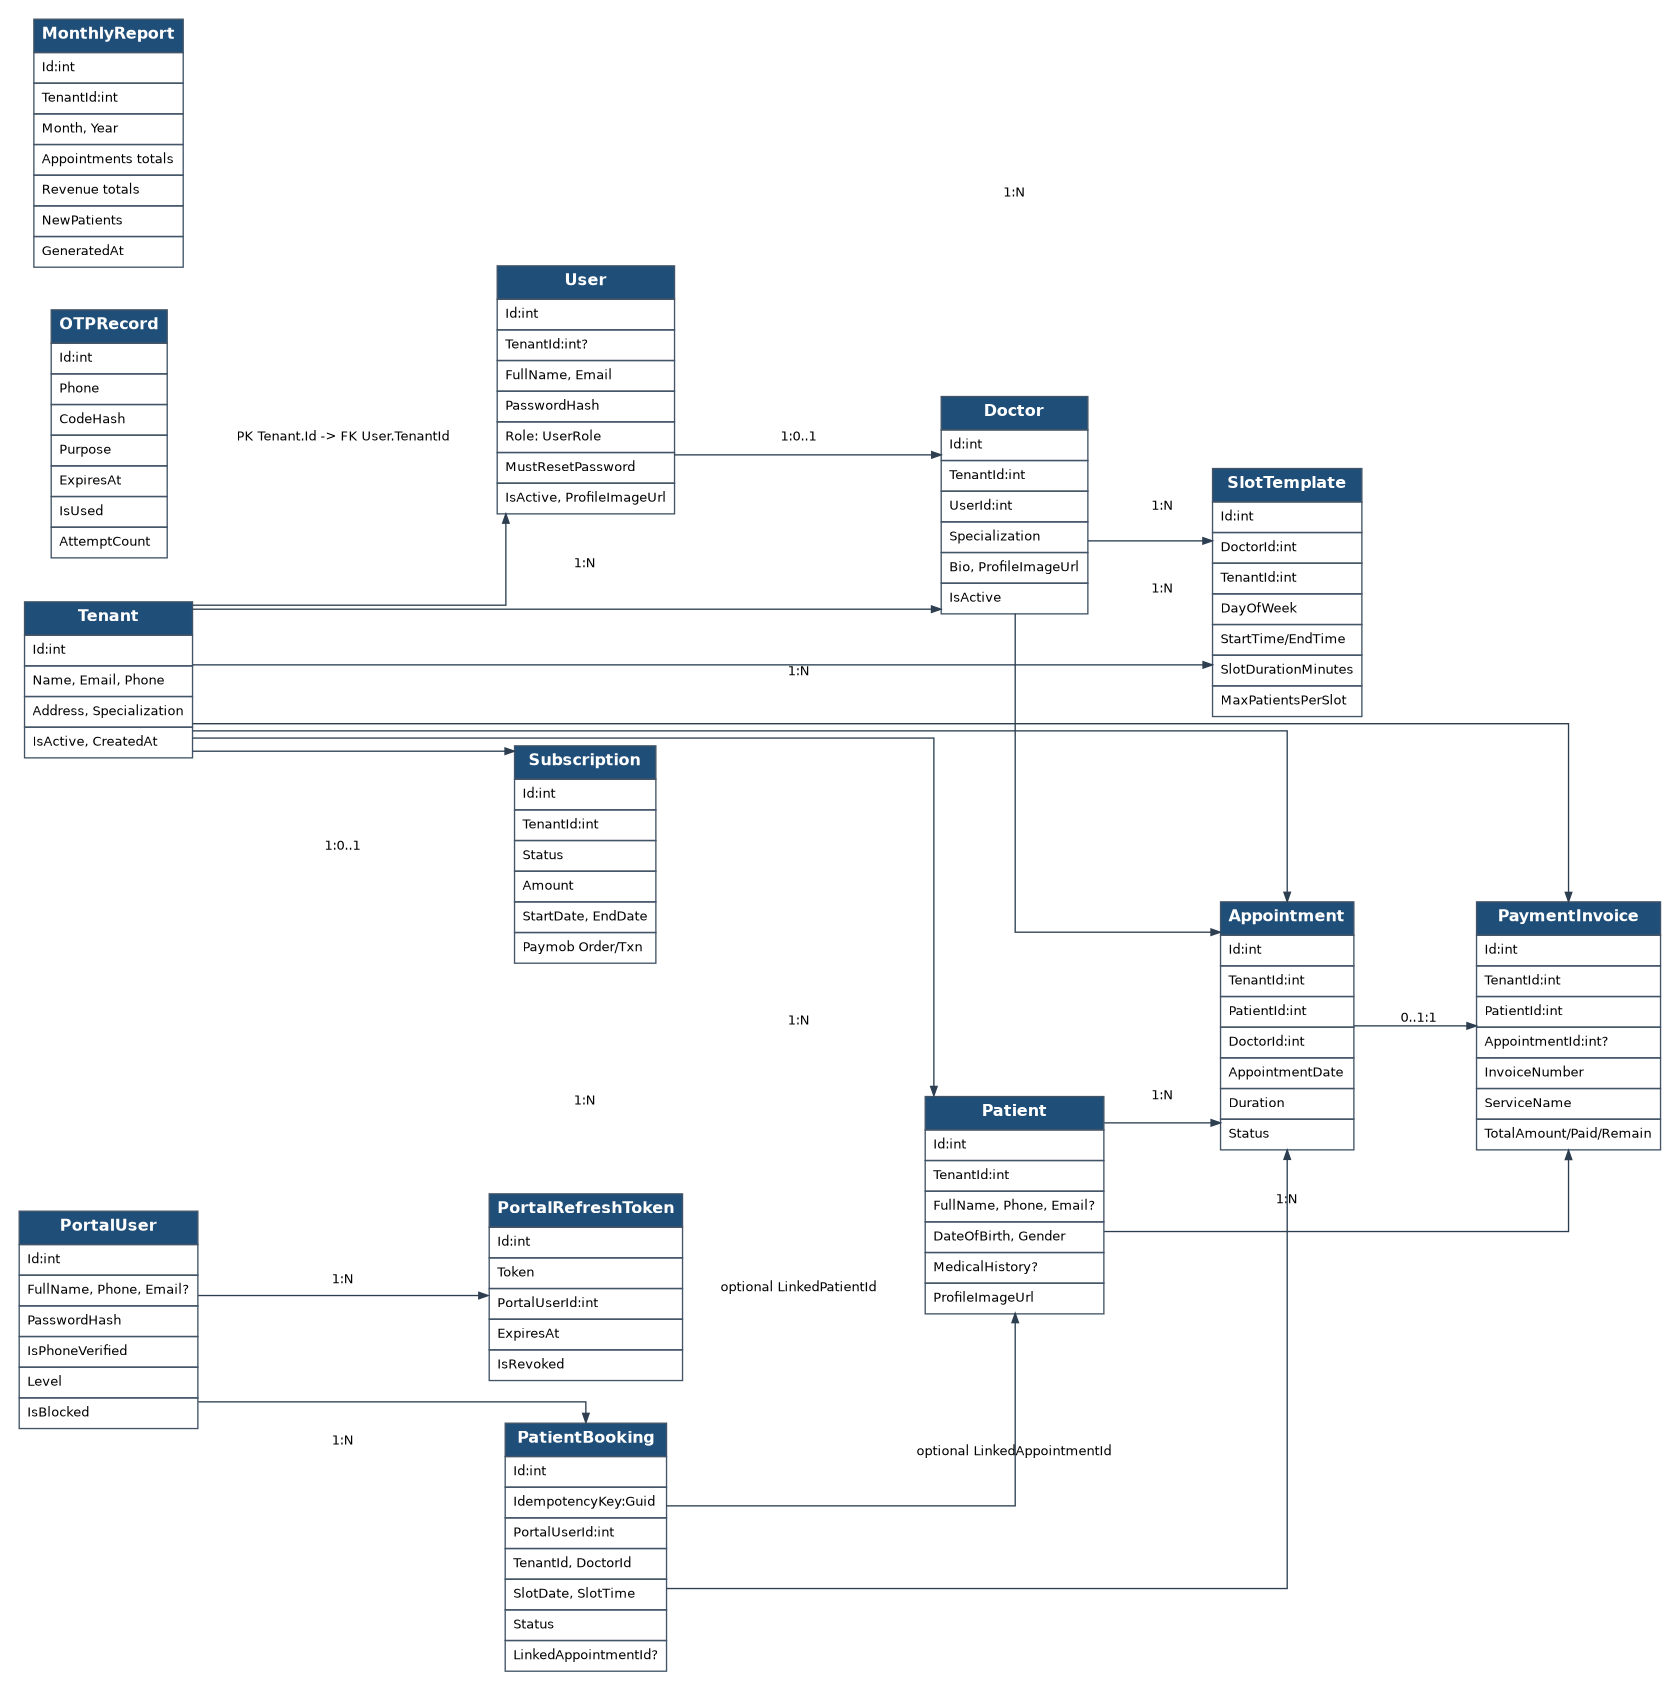 MonthlyReport
Id:int
TenantId:int
Month, Year
Appointments totals
Revenue totals
NewPatients
GeneratedAt
1:N
User
Id:int
TenantId:int?
FullName, Email
PasswordHash
Role: UserRole
MustResetPassword
IsActive, ProfileImageUrl
OTPRecord
Id:int
Phone
CodeHash
Purpose
ExpiresAt
IsUsed
AttemptCount
PK Tenant.Id -> FK User.TenantId
1:0..1
Doctor
Id:int
TenantId:int
UserId:int
Specialization
Bio, ProfileImageUrl
IsActive
1:N
1:N
SlotTemplate
Id:int
DoctorId:int
TenantId:int
DayOfWeek
StartTime/EndTime
SlotDurationMinutes
MaxPatientsPerSlot
1:N
Tenant
Id:int
Name, Email, Phone
Address, Specialization
IsActive, CreatedAt
1:N
Subscription
Id:int
TenantId:int
Status
Amount
StartDate, EndDate
Paymob Order/Txn
1:0..1
Appointment
Id:int
TenantId:int
PatientId:int
DoctorId:int
AppointmentDate
Duration
Status
0..1:1
PaymentInvoice
Id:int
TenantId:int
PatientId:int
AppointmentId:int?
InvoiceNumber
ServiceName
TotalAmount/Paid/Remain
1:N
1:N
1:N
Patient
Id:int
TenantId:int
FullName, Phone, Email?
DateOfBirth, Gender
MedicalHistory?
ProfileImageUrl
1:N
PortalUser
Id:int
FullName, Phone, Email?
PasswordHash
IsPhoneVerified
Level
IsBlocked
1:N
PortalRefreshToken
Id:int
Token
PortalUserId:int
ExpiresAt
IsRevoked
optional LinkedPatientId
1:N
PatientBooking
Id:int
IdempotencyKey:Guid
PortalUserId:int
TenantId, DoctorId
SlotDate, SlotTime
Status
LinkedAppointmentId?
optional LinkedAppointmentId